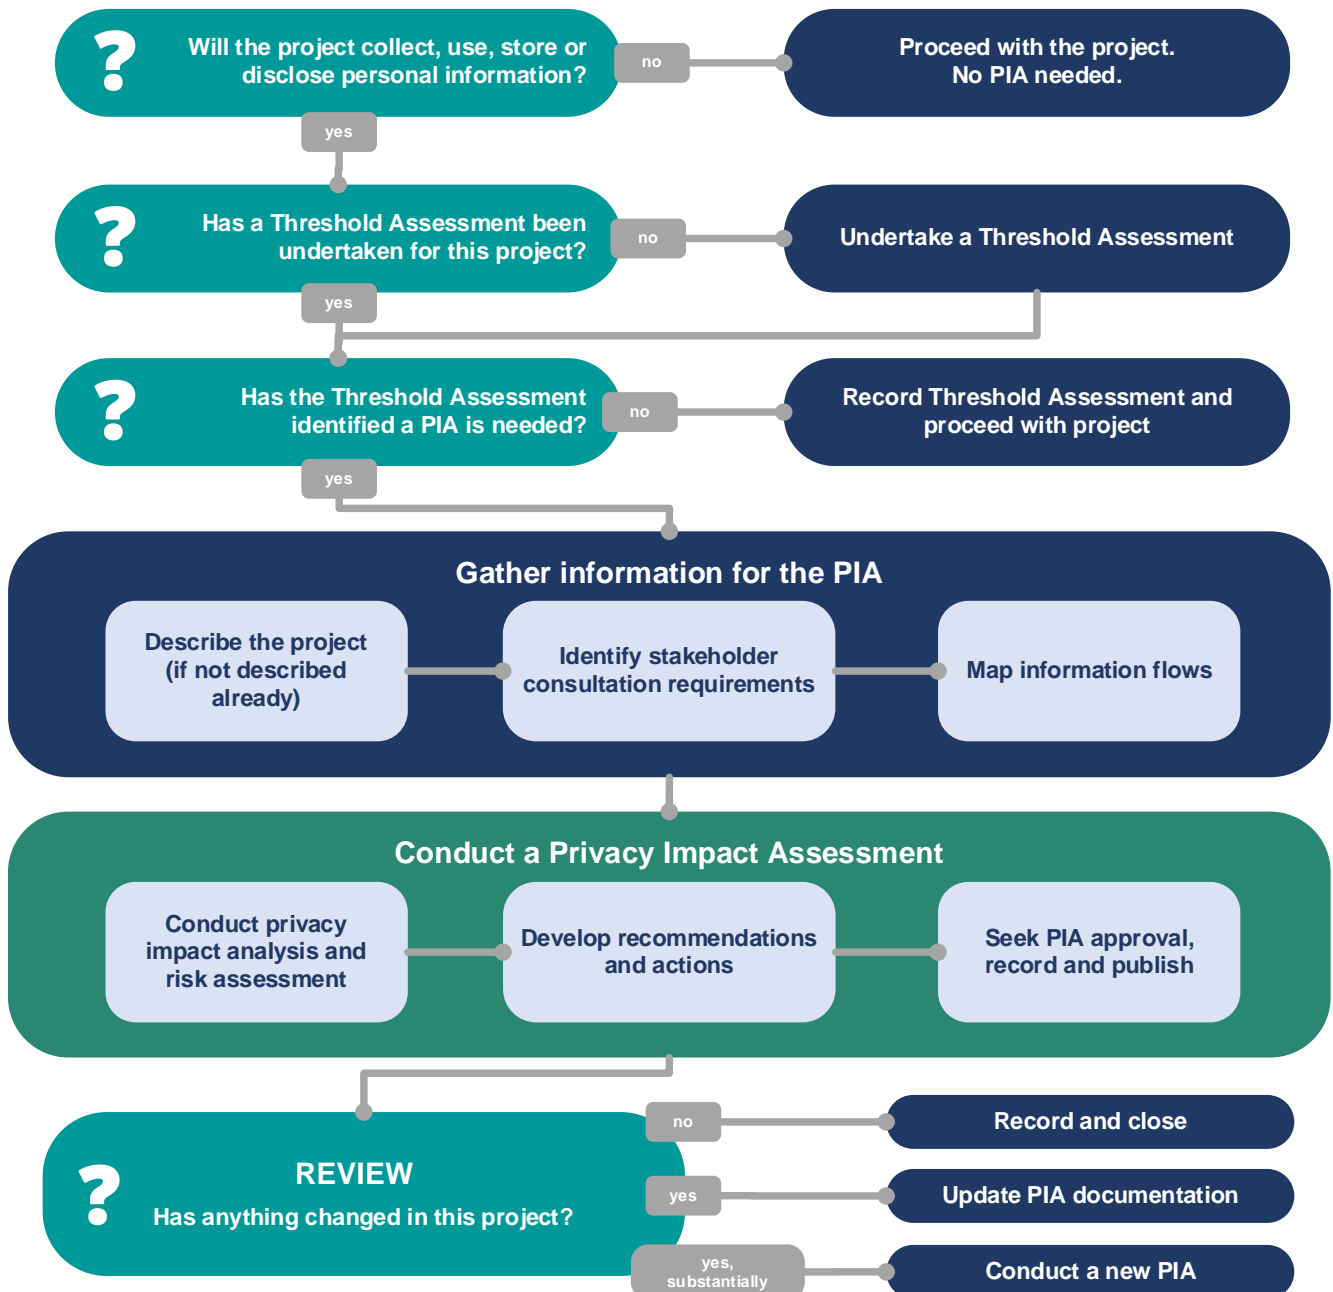 ?
Will the project collect, use, store or
disclose personal information?
no
Proceed with the project.
No PIA needed.
yes
?
Has a Threshold Assessment been
undertaken for this project?
no
Undertake a Threshold Assessment
yes
?
Has the Threshold Assessment
identified a PIA is needed?
no
Record Threshold Assessment and
proceed with project
yes
Gather information for the PIA
Describe the project
(if not described
already)
Identify stakeholder
consultation requirements
Map information flows
Conduct a Privacy Impact Assessment
Conduct privacy
impact analysis and
risk assessment
Develop recommendations
and actions
Seek PIA approval,
record and publish
?
REVIEW
Has anything changed in this project?
no
Record and close
yes
Update PIA documentation
yes,
substantially
Conduct a new PIA